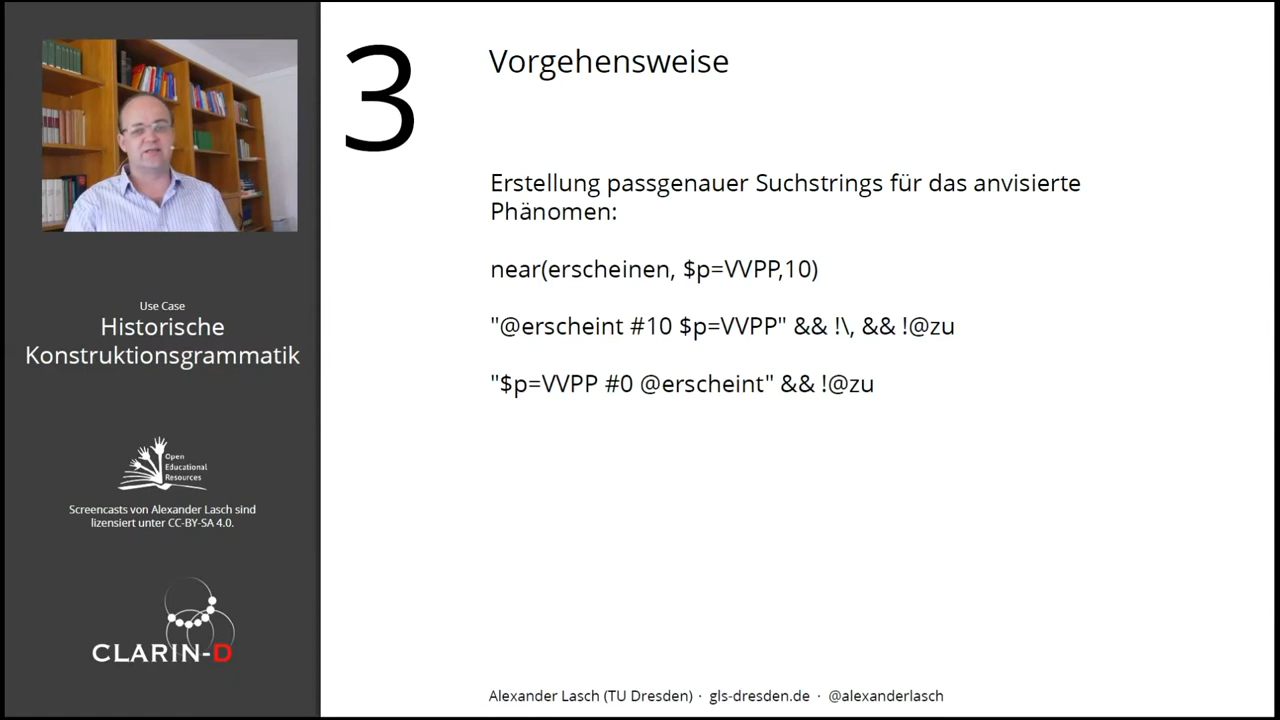 3
Vorgehensweise
Erstellung passgenauer Suchstrings für das anvisierte
Phänomen:
near(erscheinen, $p=VVPP,10)
"@erscheint #10 $p=VVPP" && !\, && !@zu
"$p=VVPP #0 @erscheint" && !@zu
Use Case
Historische
Konstruktionsgrammatik
Open
Educational
Resources
Screencasts von Alexander Lasch sind
lizensiert unter CC-BY-SA 4.0.
CLARIN-D
Alexander Lasch (TU Dresden) · gls-dresden.de · @alexanderlasch